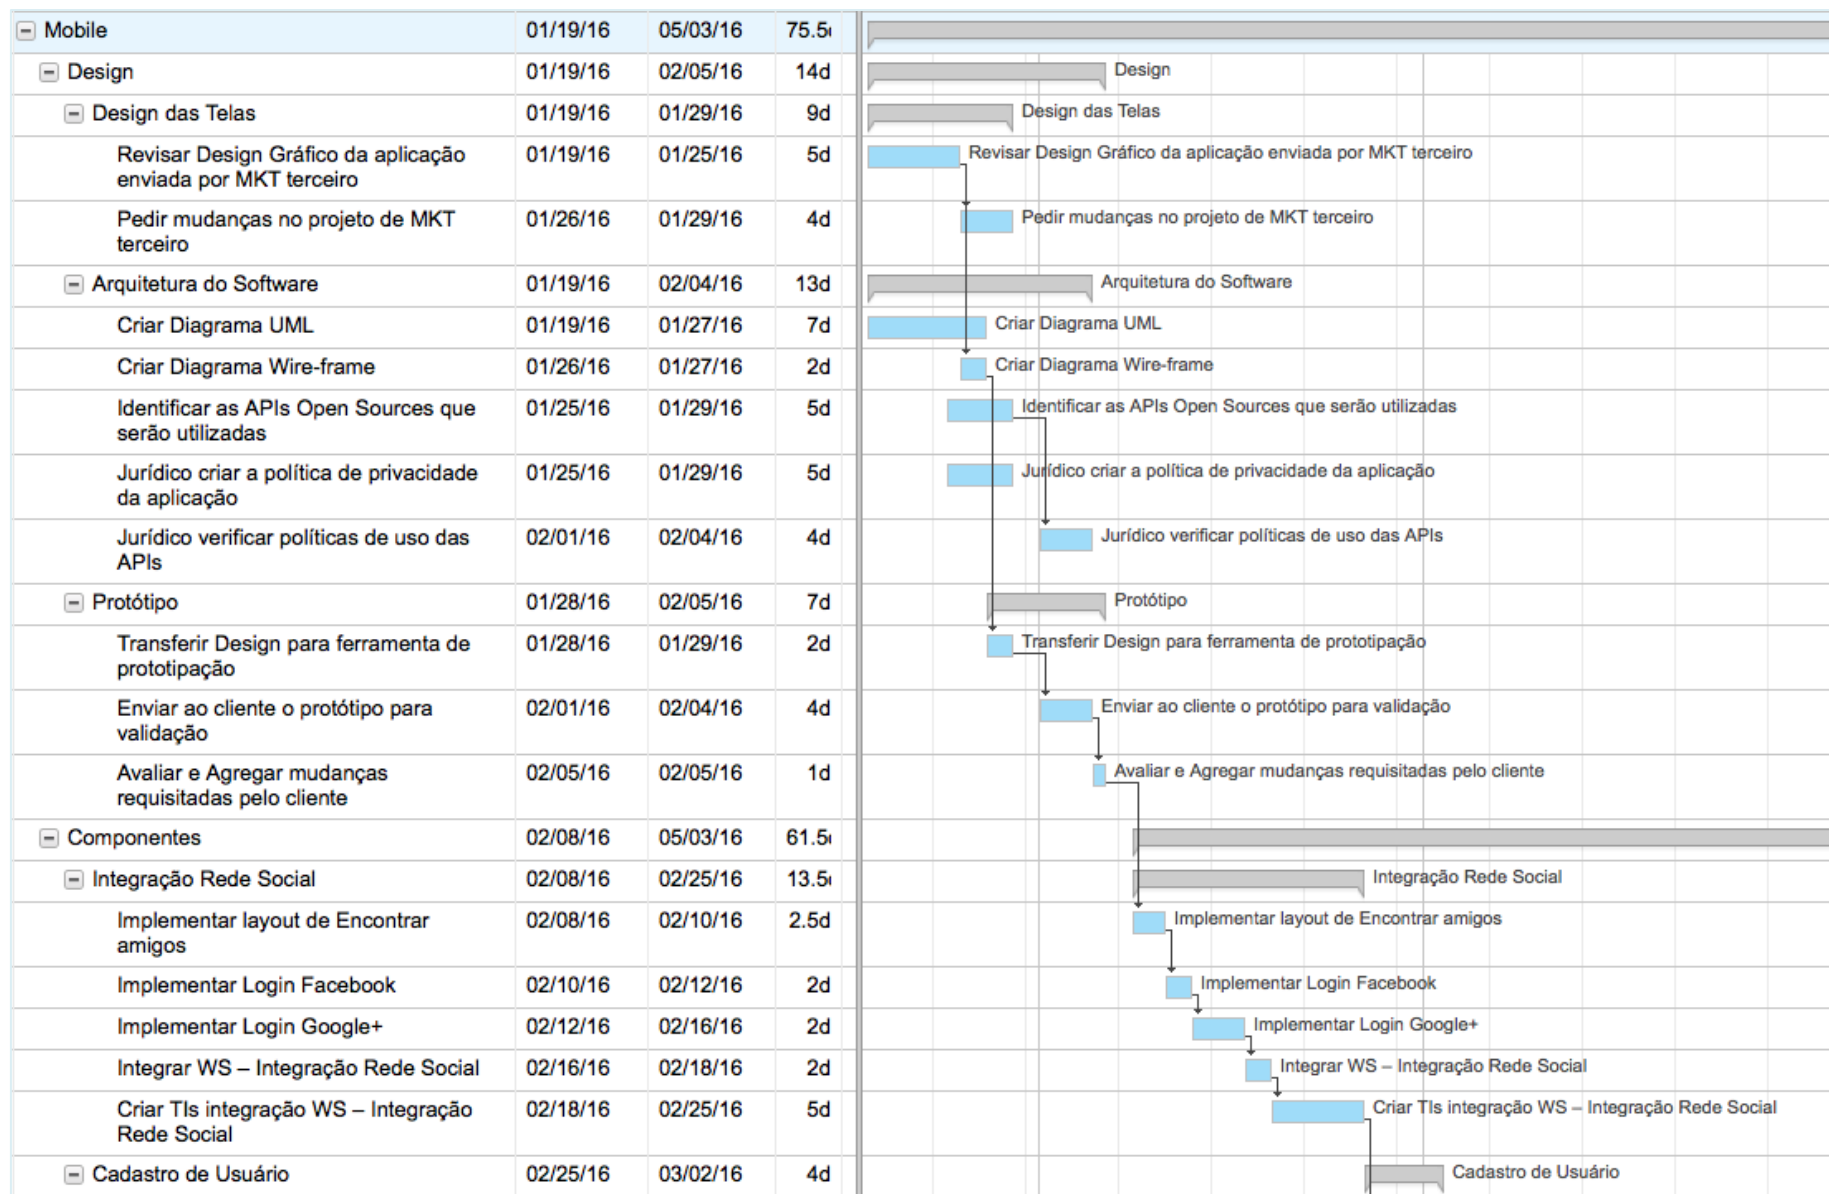 Mobile 01/19/16 05/03/16 75.5
Design 01/19/16 02/05/16 14d Design
Design das Telas 01/19/16 01/29/16 9d Design das Telas
Revisar Design Gráfico da aplicação 01/19/16 01/25/16 5d Revisar Design Gráfico da aplicação enviada por MKT terceiro
enviada por MKT terceiro
Pedir mudanças no projeto de MKT 01/26/16 01/29/16 4d Pedir mudanças no projeto de MKT terceiro
terceiro
Arquitetura do Software 01/19/16 02/04/16 13d Arquitetura do Software
Criar Diagrama UML 01/19/16 01/27/16 7d Criar Diagrama UML
Criar Diagrama Wire-frame 01/26/16 01/27/16 2d Criar Diagrama Wire-frame
Identificar as APIs Open Sources que 01/25/16 01/29/16 5d Identificar as APIs Open Sources que serão utilizadas
serão utilizadas
Jurídico criar a política de privacidade 01/25/16 01/29/16 5d Jurídico criar a política de privacidade da aplicação
da aplicação
Jurídico verificar políticas de uso das 02/01/16 02/04/16 4d Jurídico verificar políticas de uso das APIs
APIs
Protótipo 01/28/16 02/05/16 7d Protótipo
Transferir Design para ferramenta de 01/28/16 01/29/16 2d Transferir Design para ferramenta de prototipação
prototipação
Enviar ao cliente o protótipo para 02/01/16 02/04/16 4d Enviar ao cliente o protótipo para validação
validação
Avaliar e Agregar mudanças 02/05/16 02/05/16 1d Avaliar e Agregar mudanças requisitadas pelo cliente
requisitadas pelo cliente
Componentes 02/08/16 05/03/16 61.5
Integração Rede Social 02/08/16 02/25/16 13.5 Integração Rede Social
Implementar layout de Encontrar 02/08/16 02/10/16 2.5d Implementar layout de Encontrar amigos
amigos
Implementar Login Facebook 02/10/16 02/12/16 2d Implementar Login Facebook
Implementar Login Google+ 02/12/16 02/16/16 2d Implementar Login Google+
Integrar WS – Integração Rede Social 02/16/16 02/18/16 2d Integrar WS – Integração Rede Social
Criar TIs integração WS – Integração 02/18/16 02/25/16 5d Criar TIs integração WS – Integração Rede Social
Rede Social
Cadastro de Usuário 02/25/16 03/02/16 4d Cadastro de Usuário